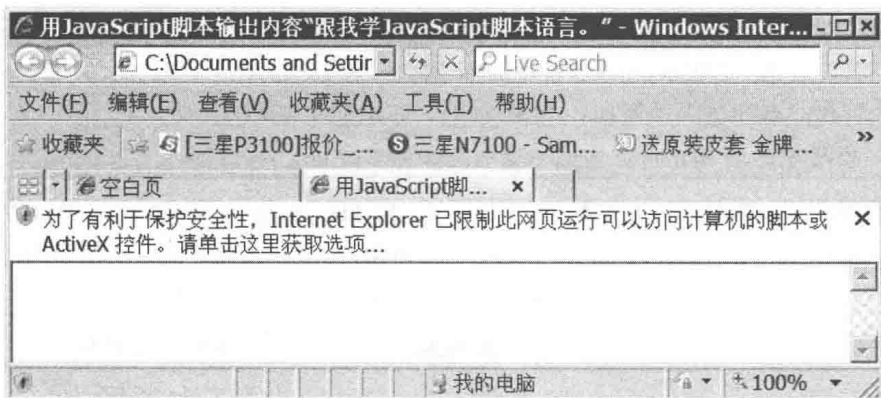 用JavaScript脚本输出内容“跟我学JavaScript脚本语言。” - Windows Inter...
C:\Documents and Settir
Live Search
文件(F) 编辑(E) 查看(V) 收藏夹(A) 工具(T) 帮助(H)
收藏夹 [三星P3100]报价_... 三星N7100 - Sam... 送原装皮套 金牌... »
空白页 用JavaScript脚... ×
为了有利于保护安全性，Internet Explorer 已限制此网页运行可以访问计算机的脚本或 ×
ActiveX 控件。请单击这里获取选项...
我的电脑 100%